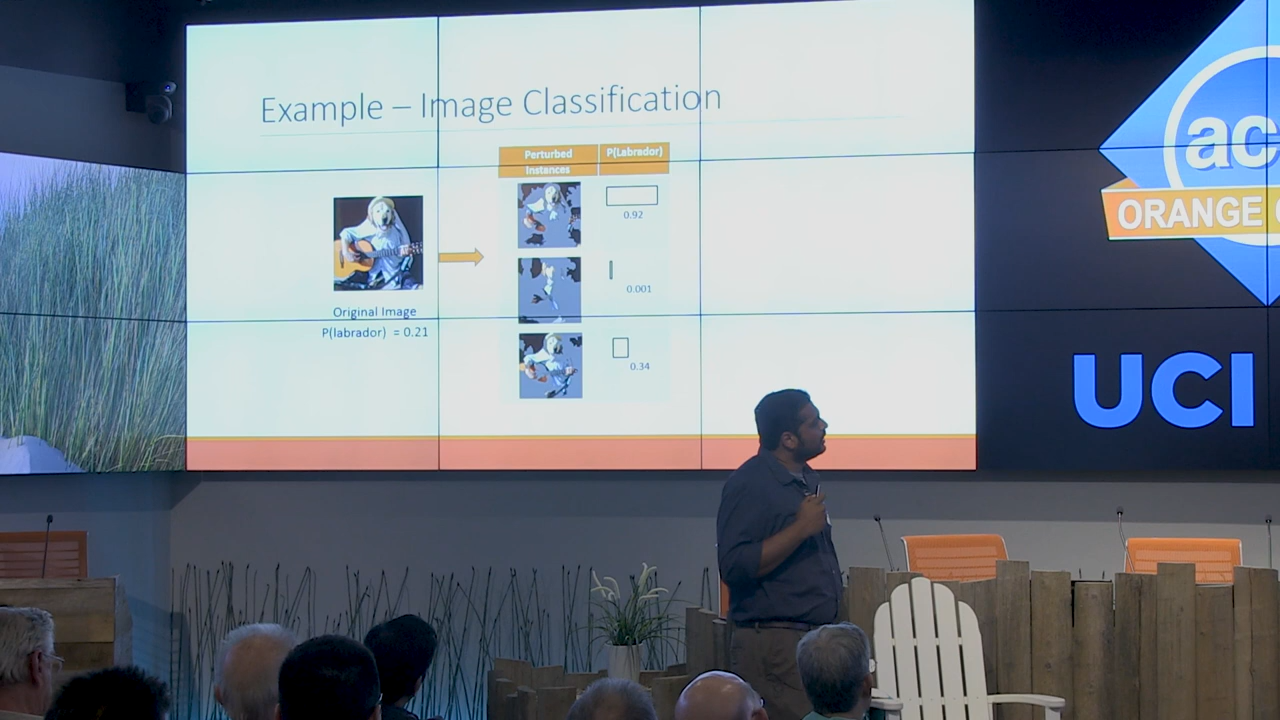 Example – Image Classification
Perturbed
Instances
P(Labrador)
0.92
0.001
0.34
Original Image
P(labrador) = 0.21
ac
ORANGE
UCI